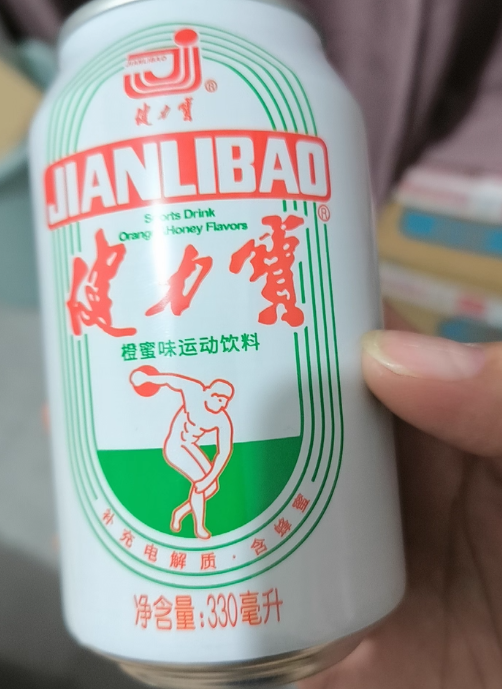 JIANLIBAO
健力寶
JIANLIBAO
Sports Drink
Orange & Honey Flavors
健力寶
橙蜜味运动饮料
补充电解质·含蜂蜜
净含量:330毫升